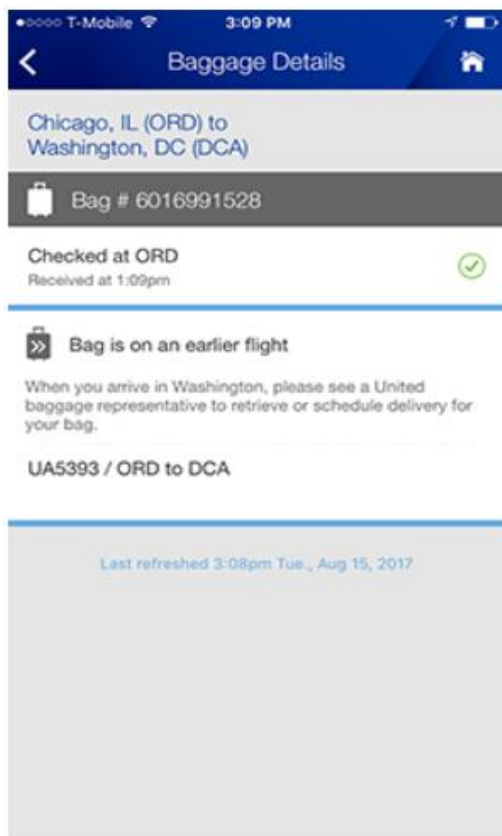 T-Mobile 3:09 PM
Baggage Details
Chicago, IL (ORD) to
Washington, DC (DCA)
Bag # 6016991528
Checked at ORD
Received at 1:09pm
Bag is on an earlier flight
When you arrive in Washington, please see a United
baggage representative to retrieve or schedule delivery for
your bag.
UA5393 / ORD to DCA
Last refreshed 3:08pm Tue., Aug 15, 2017